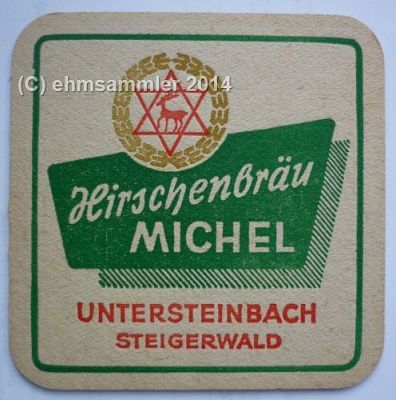 (C) ehmsammler 2014
Hirschenbräu
MICHEL
UNTERSTEINBACH
STEIGERWALD